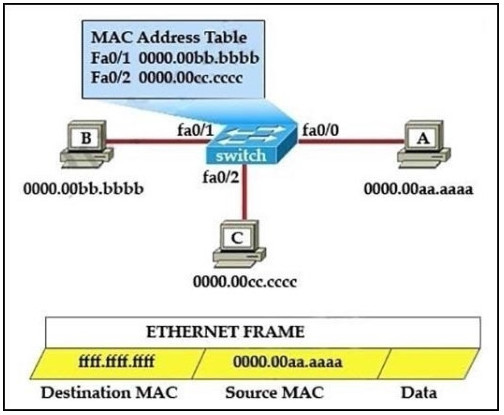 MAC Address Table
Fa0/1 0000.00bb.bbbb
Fa0/2 0000.00cc.cccc
B
fa0/1
fa0/0
A
switch
fa0/2
0000.00bb.bbbb
0000.00aa.aaaa
C
0000.00cc.cccc
ETHERNET FRAME
ffff.ffff.ffff
0000.00aa.aaaa
Destination MAC
Source MAC
Data